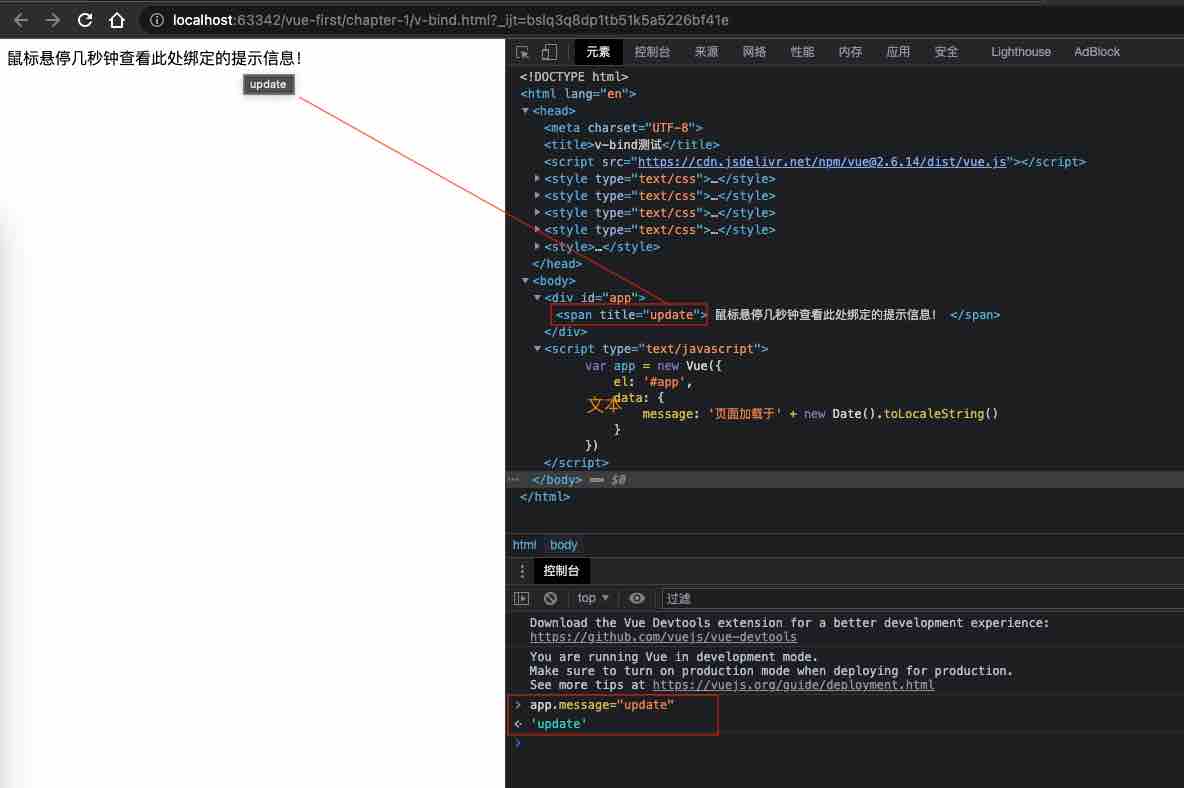 localhost:63342/vue-first/chapter-1/v-bind.html?_ijt=bslq3q8dp1tb51k5a5226bf41e
鼠标悬停几秒钟查看此处绑定的提示信息!
update
元素 控制台 来源 网络 性能 内存 应用 安全 Lighthouse AdBlock
<!DOCTYPE html>
<html lang="en">
<head>
<meta charset="UTF-8">
<title>v-bind测试</title>
<script src="https://cdn.jsdelivr.net/npm/vue@2.6.14/dist/vue.js"></script>
<style type="text/css">…</style>
<style type="text/css">…</style>
<style type="text/css">…</style>
<style type="text/css">…</style>
<style>…</style>
</head>
<body>
<div id="app">
<span title="update"> 鼠标悬停几秒钟查看此处绑定的提示信息! </span>
</div>
<script type="text/javascript">
var app = new Vue({
el: '#app',
data: {
文本
message: '页面加载于' + new Date().toLocaleString()
}
})
</script>
… </body> == $0
</html>
html body
控制台
top 过滤
Download the Vue Devtools extension for a better development experience:
https://github.com/vuejs/vue-devtools
You are running Vue in development mode.
Make sure to turn on production mode when deploying for production.
See more tips at https://vuejs.org/guide/deployment.html
> app.message="update"
'update'
>